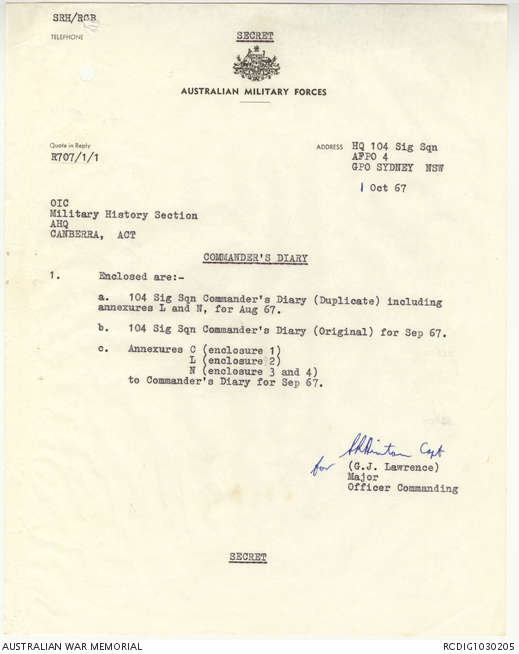 SRH/RGB
TELEPHONE
SECRET
AUSTRALIAN MILITARY FORCES
Quote in Reply
R707/1/1
ADDRESS HQ 104 Sig Sqn
AFPO 4
GPO SYDNEY NSW
1 Oct 67
OIC
Military History Section
AHQ
CANBERRA, ACT
COMMANDER'S DIARY
1. Enclosed are:-
a. 104 Sig Sqn Commander's Diary (Duplicate) including
annexures L and N, for Aug 67.
b. 104 Sig Sqn Commander's Diary (Original) for Sep 67.
c. Annexures C (enclosure 1)
L (enclosure 2)
N (enclosure 3 and 4)
to Commander's Diary for Sep 67.
SRHinton Capt
for (G.J. Lawrence)
Major
Officer Commanding
SECRET
AUSTRALIAN WAR MEMORIAL
RCDIG1030205